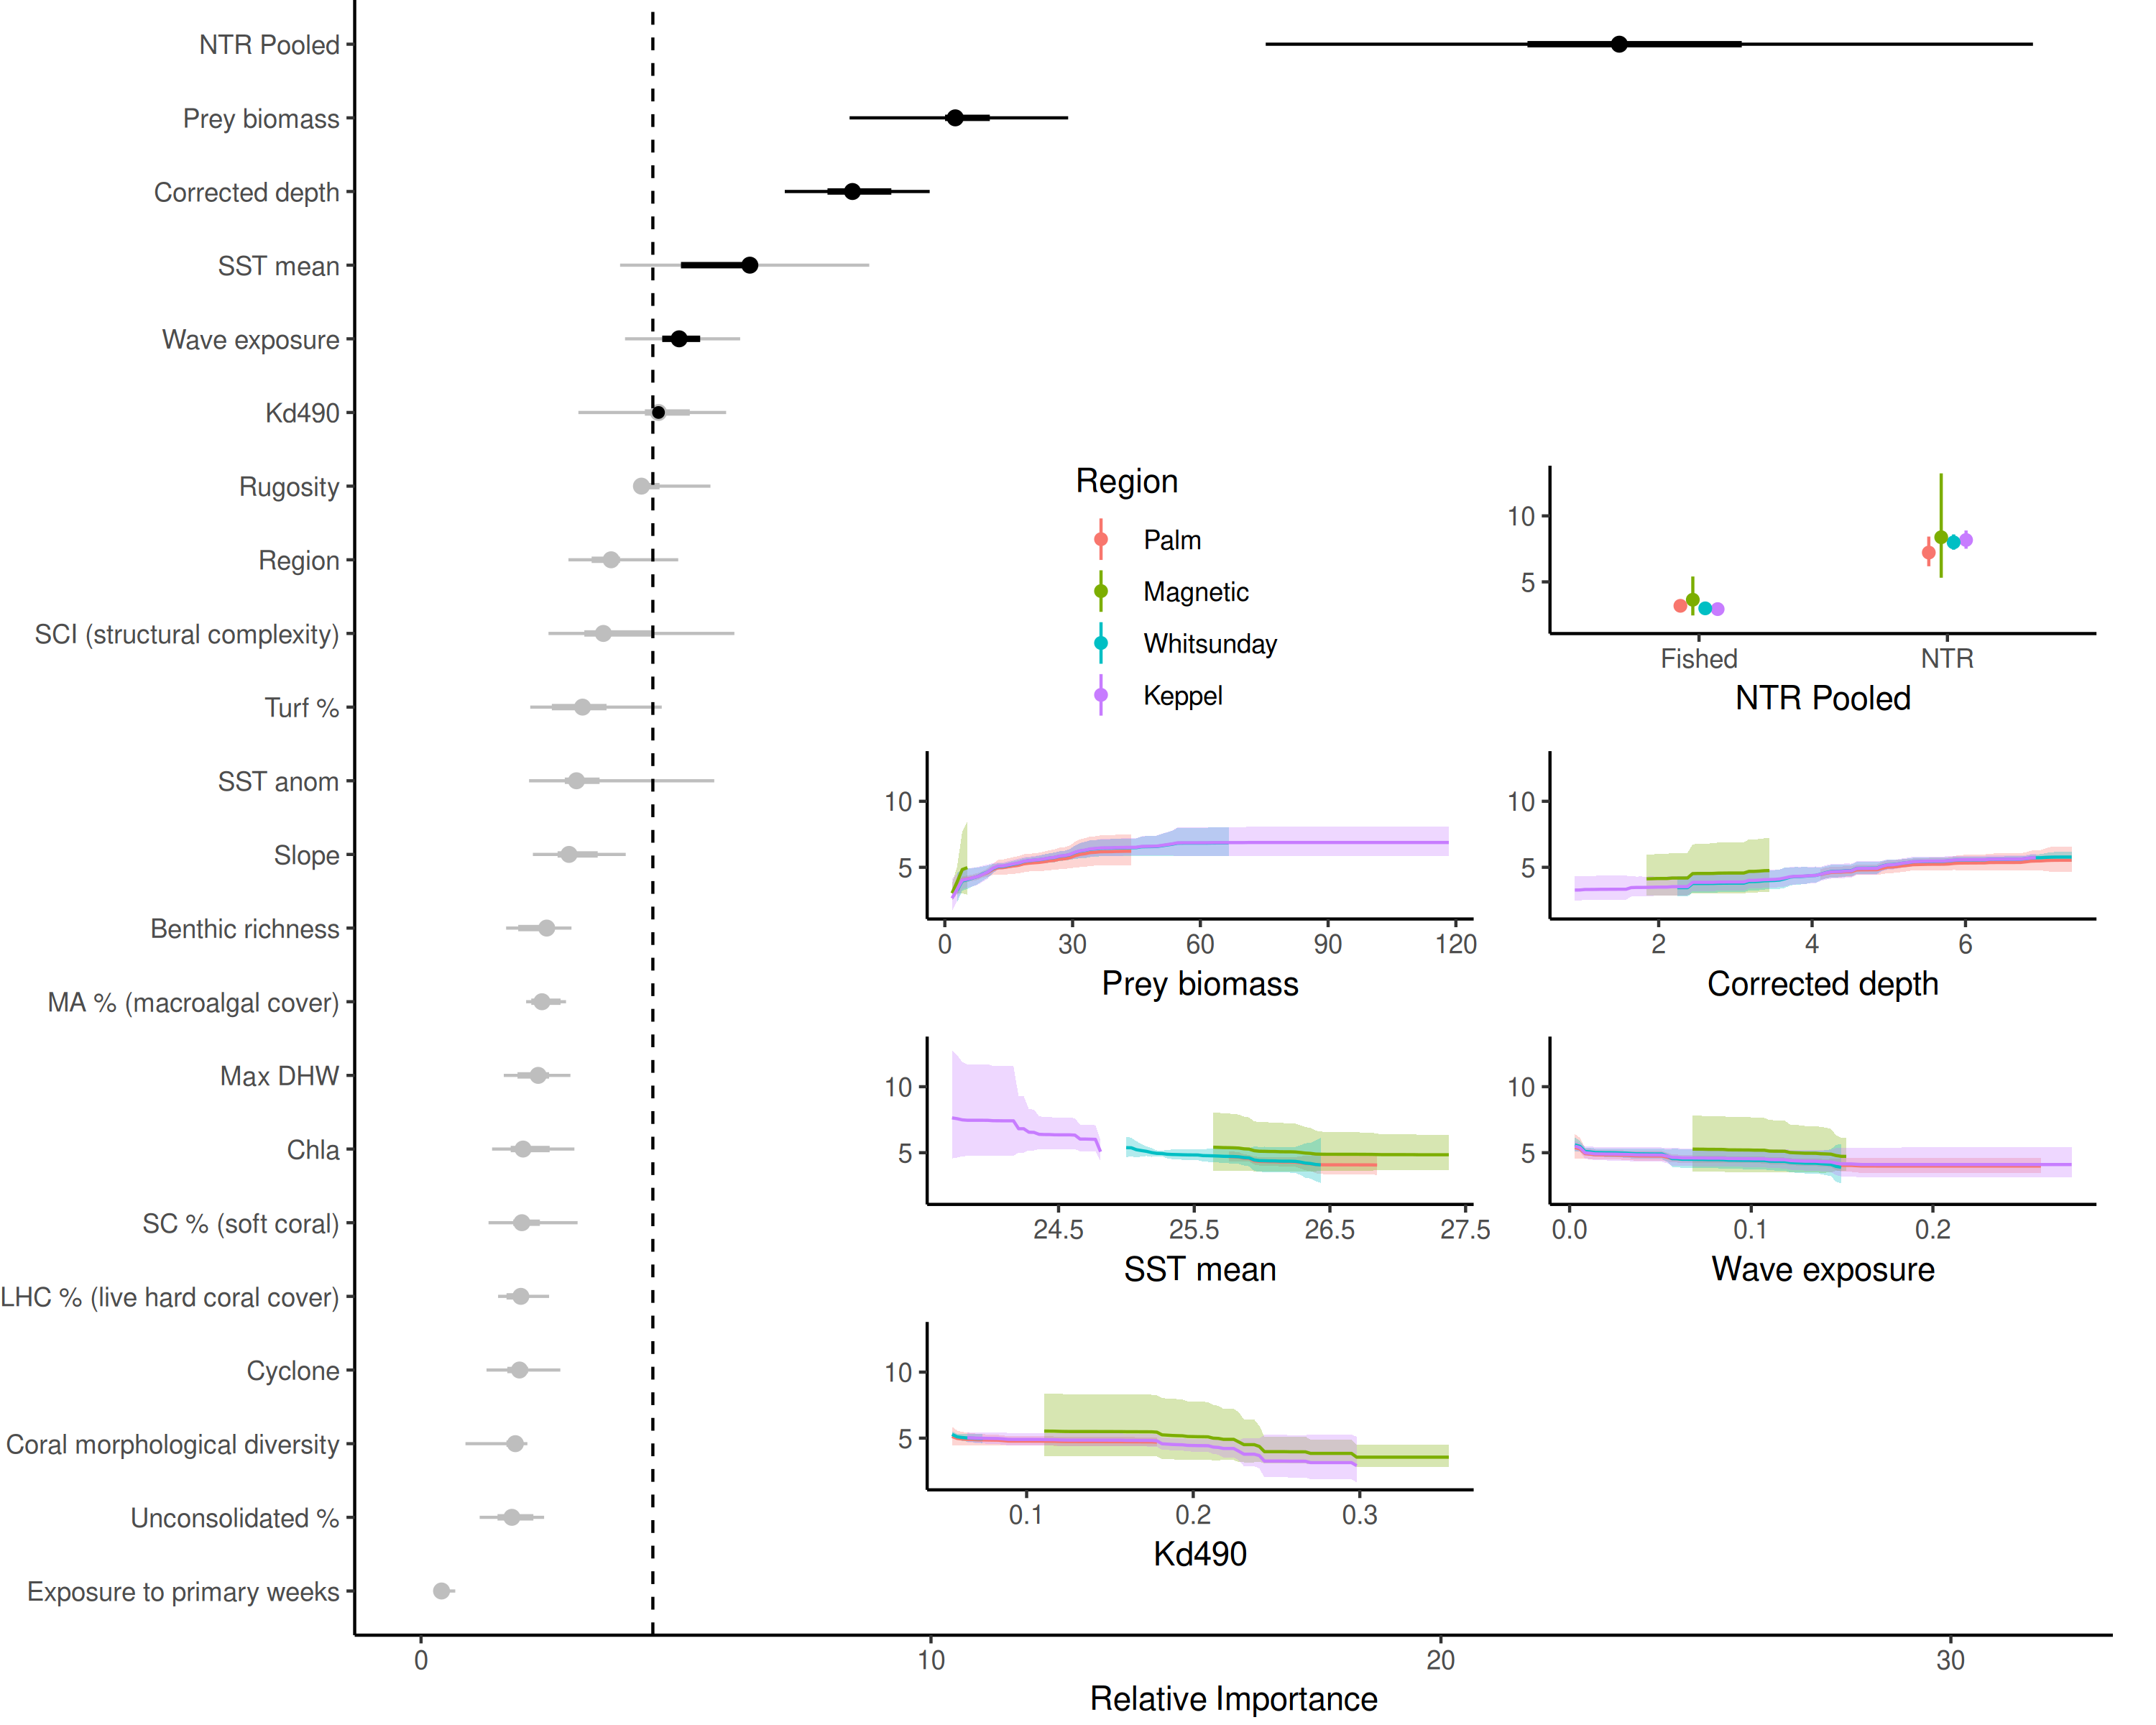 NTR Pooled
Prey biomass
Corrected depth
SST mean
Wave exposure
Kd490
Rugosity
Region
SCI (structural complexity)
Turf %
SST anom
Slope
Benthic richness
MA % (macroalgal cover)
Max DHW
Chla
SC % (soft coral)
LHC % (live hard coral cover)
Cyclone
Coral morphological diversity
Unconsolidated %
Exposure to primary weeks
0 10 20 30
Relative Importance
Region
Palm
Magnetic
Whitsunday
Keppel
10
5
Fished NTR
NTR Pooled
10
5
0 30 60 90 120
Prey biomass
10
5
2 4 6
Corrected depth
10
5
24.5 25.5 26.5 27.5
SST mean
10
5
0.0 0.1 0.2
Wave exposure
10
5
0.1 0.2 0.3
Kd490